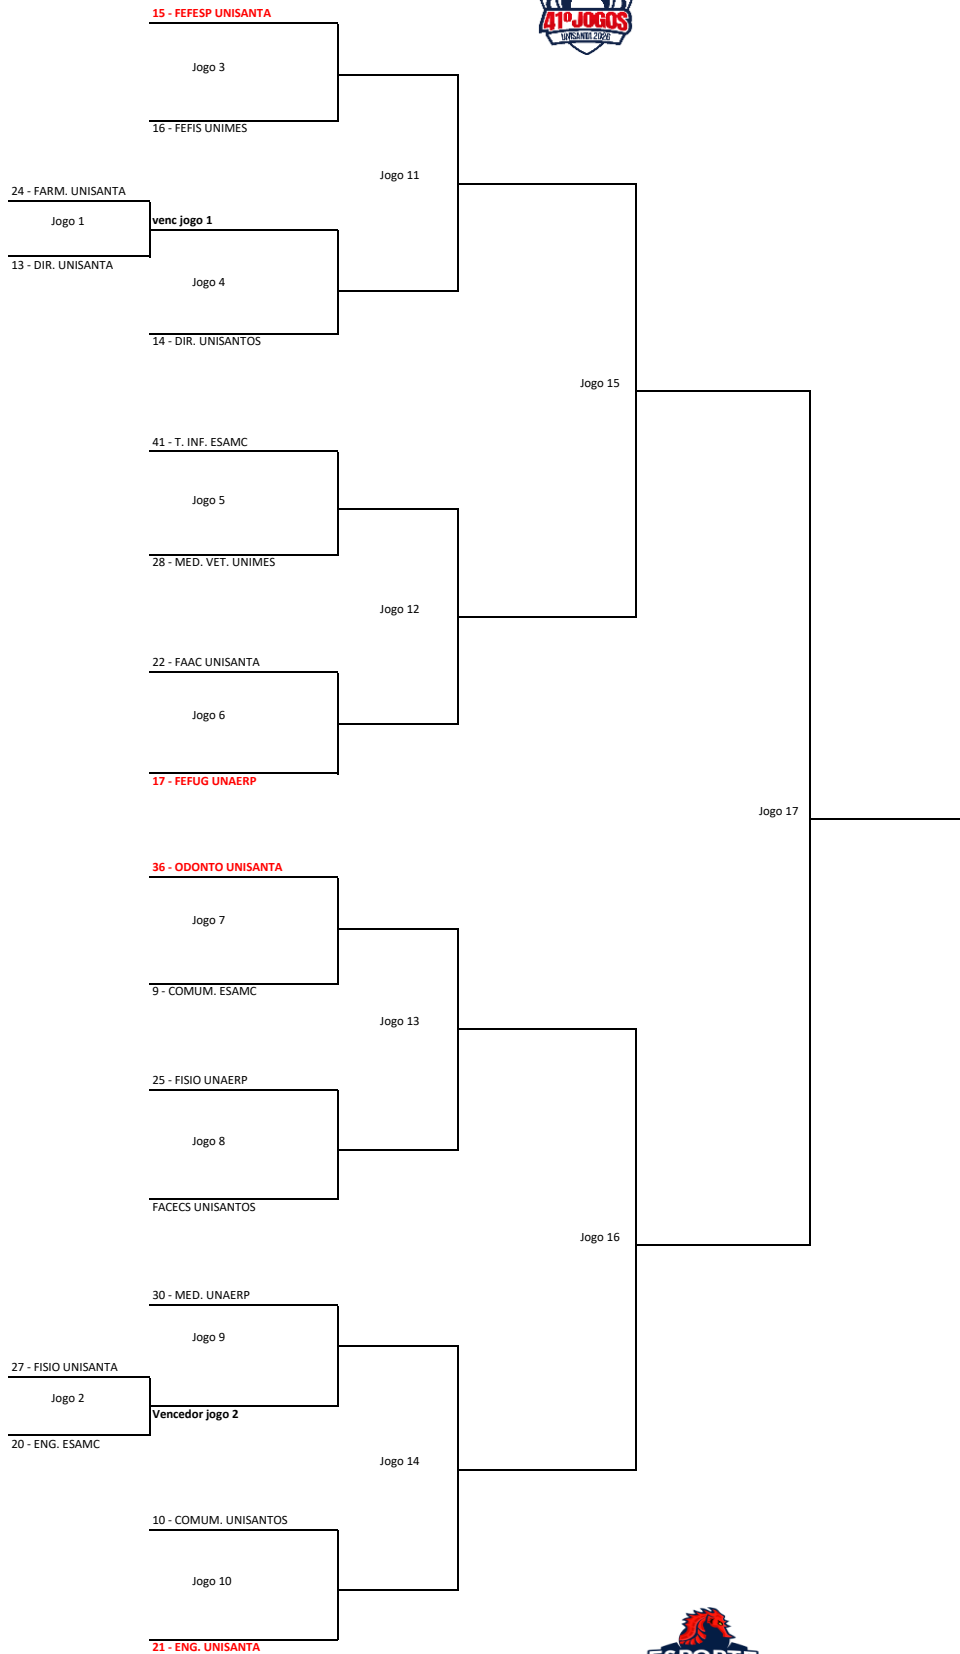 41º JOGOS
UNISANTA 2026
15 - FEFESP UNISANTA
Jogo 3
16 - FEFIS UNIMES
Jogo 11
24 - FARM. UNISANTA
Jogo 1
venc jogo 1
13 - DIR. UNISANTA
Jogo 4
14 - DIR. UNISANTOS
Jogo 15
41 - T. INF. ESAMC
Jogo 5
28 - MED. VET. UNIMES
Jogo 12
22 - FAAC UNISANTA
Jogo 6
17 - FEFUG UNAERP
Jogo 17
36 - ODONTO UNISANTA
Jogo 7
9 - COMUM. ESAMC
Jogo 13
25 - FISIO UNAERP
Jogo 8
FACECS UNISANTOS
Jogo 16
30 - MED. UNAERP
Jogo 9
27 - FISIO UNISANTA
Jogo 2
Vencedor jogo 2
20 - ENG. ESAMC
Jogo 14
10 - COMUM. UNISANTOS
Jogo 10
21 - ENG. UNISANTA
ESPORTE